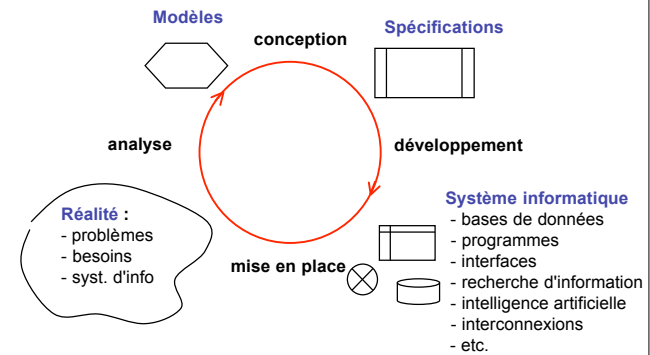 Modèles
conception
Spécifications
analyse
développement
Réalité :
- problèmes
- besoins
- syst. d'info
mise en place
Système informatique
- bases de données
- programmes
- interfaces
- recherche d'information
- intelligence artificielle
- interconnexions
- etc.